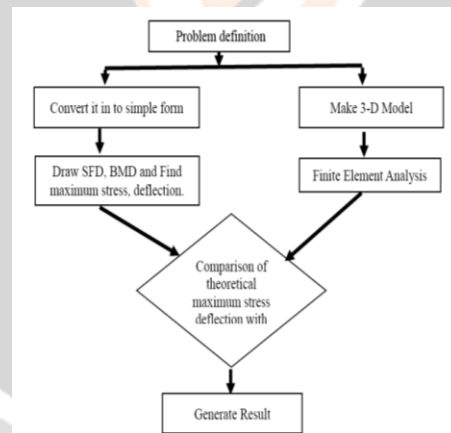 Problem definition
Convert it in to simple form
Make 3-D Model
Draw SFD, BMD and Find
maximum stress, deflection.
Finite Element Analysis
Comparison of
theoretical
maximum stress
deflection with
Generate Result